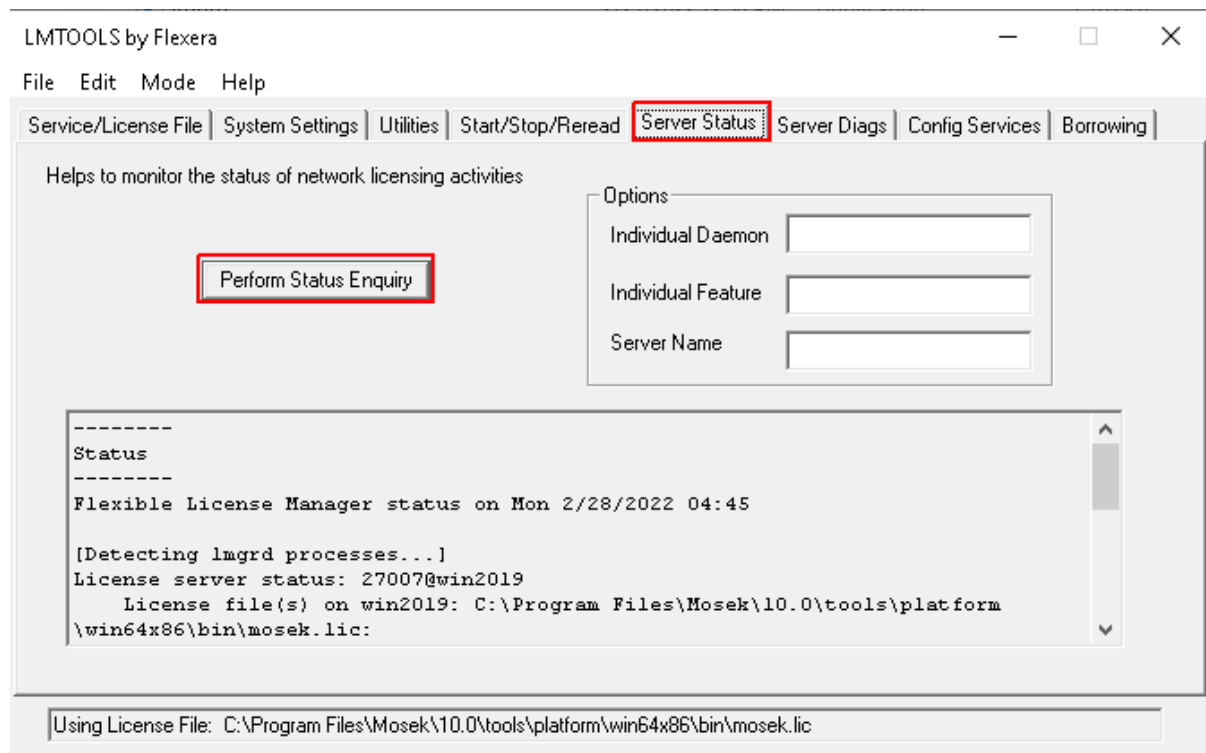 LMTOOLS by Flexera
File Edit Mode Help
Service/License File System Settings Utilities Start/Stop/Reread Server Status Server Diags Config Services Borrowing
Helps to monitor the status of network licensing activities
Options
Individual Daemon
Perform Status Enquiry
Individual Feature
Server Name
--------
Status
--------
Flexible License Manager status on Mon 2/28/2022 04:45
[Detecting lmgrd processes...]
License server status: 27007@win2019
License file(s) on win2019: C:\Program Files\Mosek\10.0\tools\platform
\win64x86\bin\mosek.lic:
Using License File: C:\Program Files\Mosek\10.0\tools\platform\win64x86\bin\mosek.lic